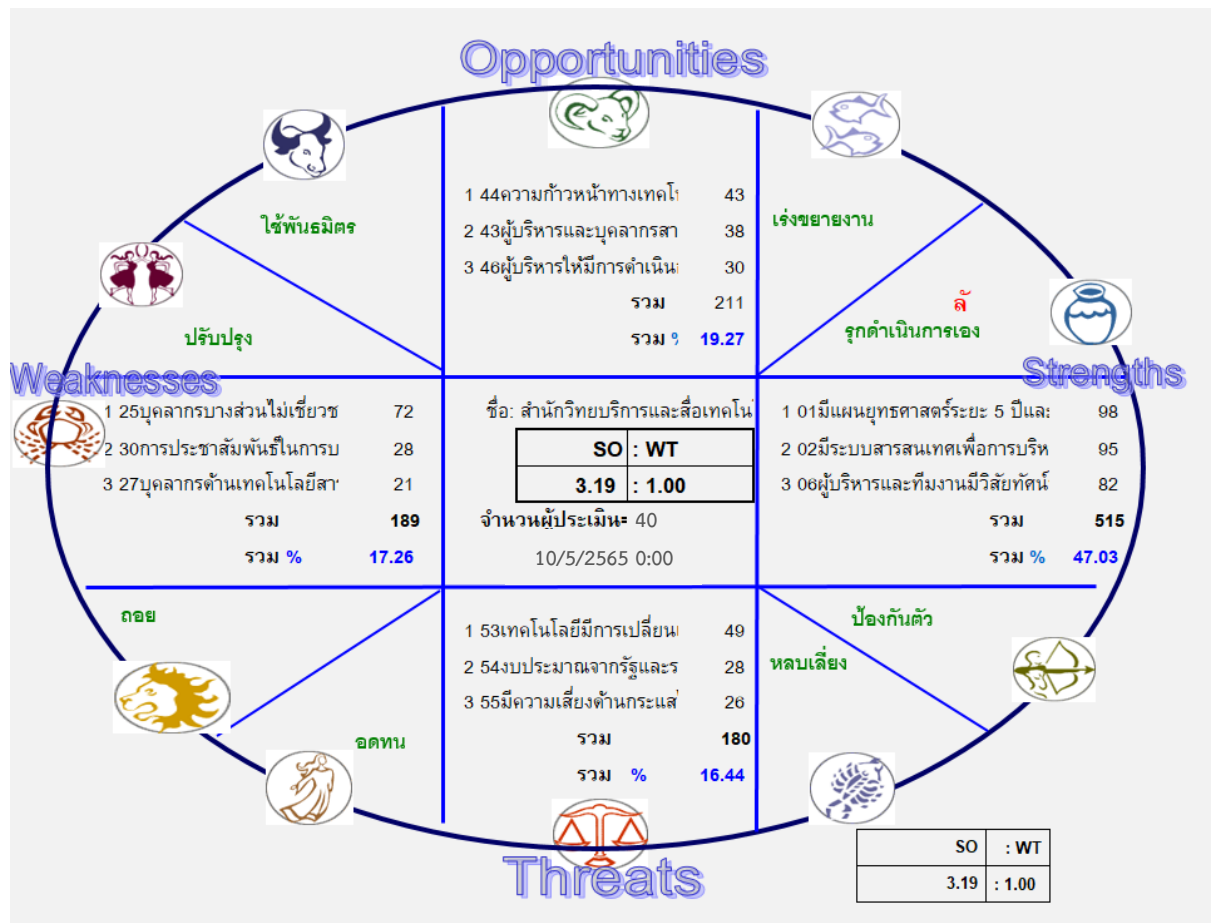 Opportunities
1 44ความก้าวหน้าทางเทคโน 43
ใช้พันธมิตร
2 43ผู้บริหารและบุคลากรสา 38
เร่งขยายงาน
3 46ผู้บริหารให้มีการดำเนิน 30
รวม 211
ลั
ปรับปรุง
รวม % 19.27
รุกดำเนินการเอง
Weaknesses
Strengths
1 25บุคลากรบางส่วนไม่เชี่ยวช 72
2 30การประชาสัมพันธ์ในการบ 28
3 27บุคลากรด้านเทคโนโลยีสา 21
รวม 189
รวม % 17.26
ชื่อ: สำนักวิทยบริการและสื่อเทคโน
SO : WT
3.19 : 1.00
จำนวนผู้ประเมิน= 40
10/5/2565 0:00
1 01มีแผนยุทธศาสตร์ระยะ 5 ปีและ 98
2 02มีระบบสารสนเทศเพื่อการบริห 95
3 06ผู้บริหารและทีมงานมีวิสัยทัศน์ 82
รวม 515
รวม % 47.03
ถอย
ป้องกันตัว
1 53เทคโนโลยีมีการเปลี่ยนแ 49
2 54งบประมาณจากรัฐและร 28
หลบเลี่ยง
3 55มีความเสี่ยงด้านกระแสไ 26
อดทน
รวม 180
รวม % 16.44
Threats
SO : WT
3.19 : 1.00